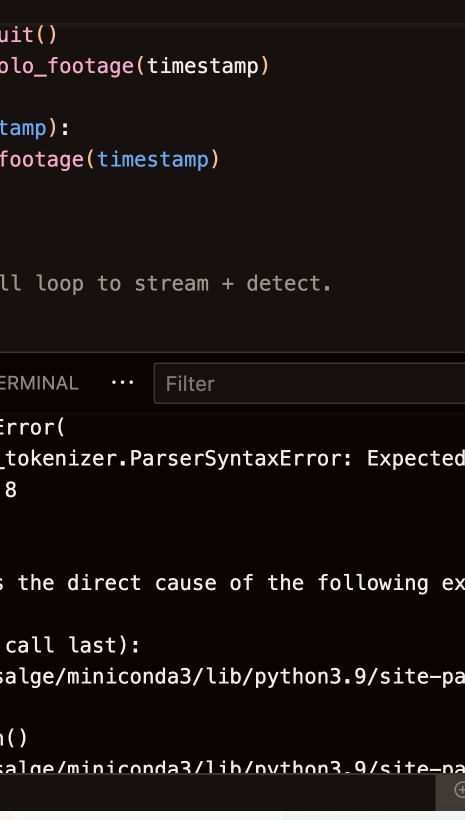 uit()
olo_footage(timestamp)
tamp):
footage(timestamp)
ll loop to stream + detect.
ERMINAL ... Filter
Error(
_tokenizer.ParserSyntaxError: Expected
8
s the direct cause of the following ex
call last):
salge/miniconda3/lib/python3.9/site-pa
n()
salge/miniconda3/lib/python3.9/site-pa